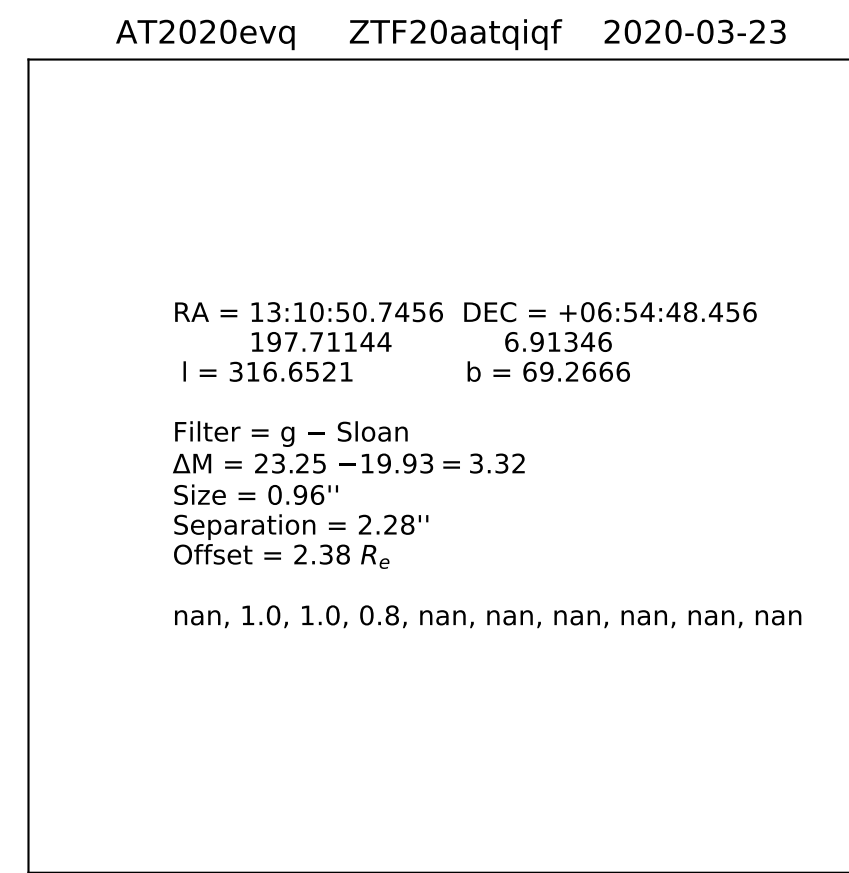 AT2020evq ZTF20aatqiqf 2020-03-23
RA = 13:10:50.7456 DEC = +06:54:48.456
197.71144 6.91346
l = 316.6521 b = 69.2666
Filter = g − Sloan
ΔM = 23.25 −19.93 = 3.32
Size = 0.96''
Separation = 2.28''
Offset = 2.38 Re
nan, 1.0, 1.0, 0.8, nan, nan, nan, nan, nan, nan